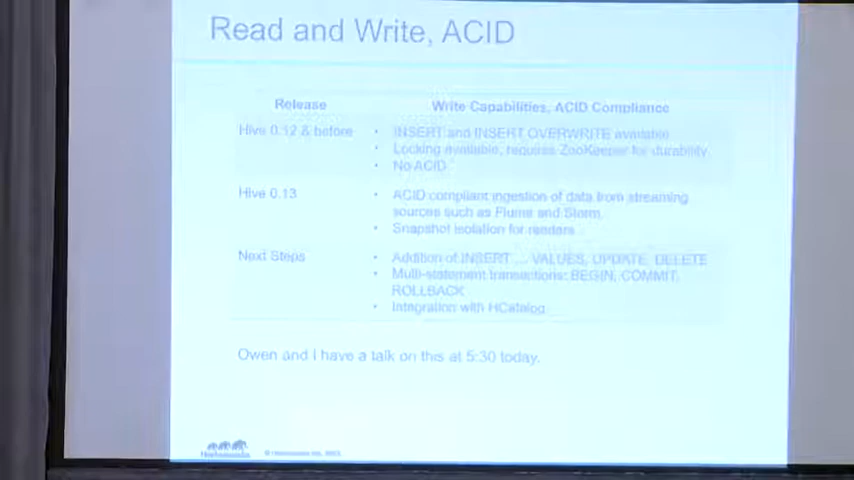 Read and Write, ACID
Release Write Capabilities, ACID Compliance
Hive 0.12 & before • INSERT and INSERT OVERWRITE available
• Locking available, requires ZooKeeper for durability
• No ACID
Hive 0.13 • ACID compliant ingestion of data from streaming
sources such as Flume and Storm
• Snapshot isolation for readers
Next Steps • Addition of INSERT ... VALUES, UPDATE, DELETE
• Multi-statement transactions: BEGIN, COMMIT,
ROLLBACK
• Integration with HCatalog
Owen and I have a talk on this at 5:30 today.
Hortonworks © Hortonworks Inc.